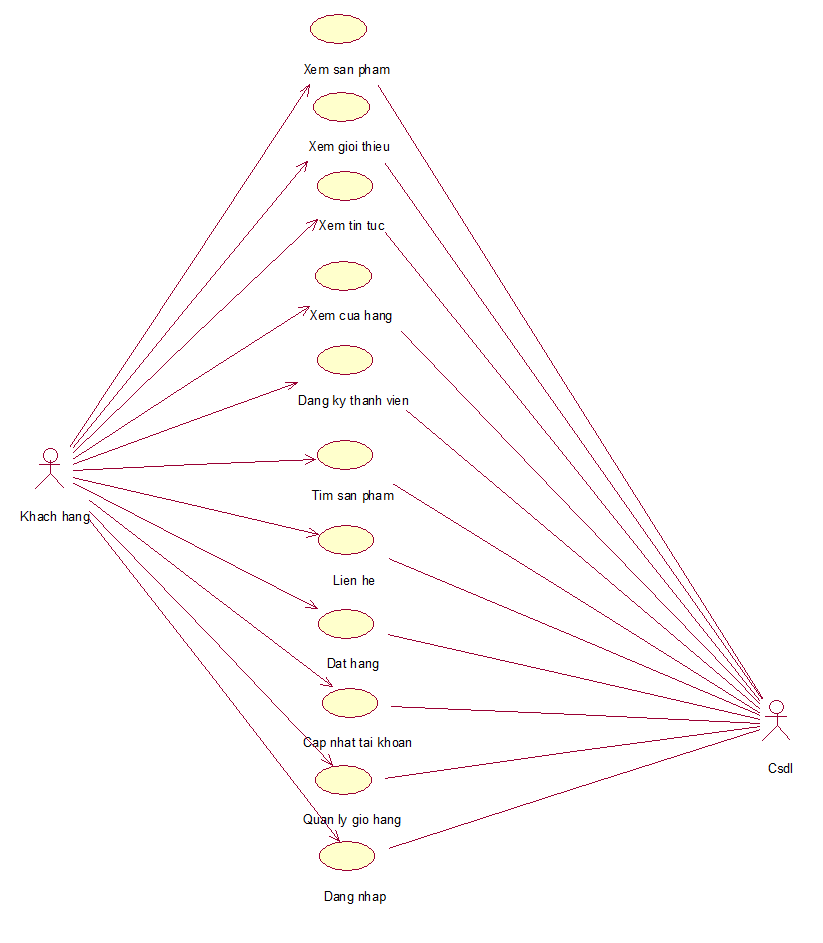 Xem san pham
Xem gioi thieu
Xem tin tuc
Xem cua hang
Dang ky thanh vien
Tim san pham
Khach hang
Lien he
Dat hang
Cap nhat tai khoan
Csdl
Quan ly gio hang
Dang nhap